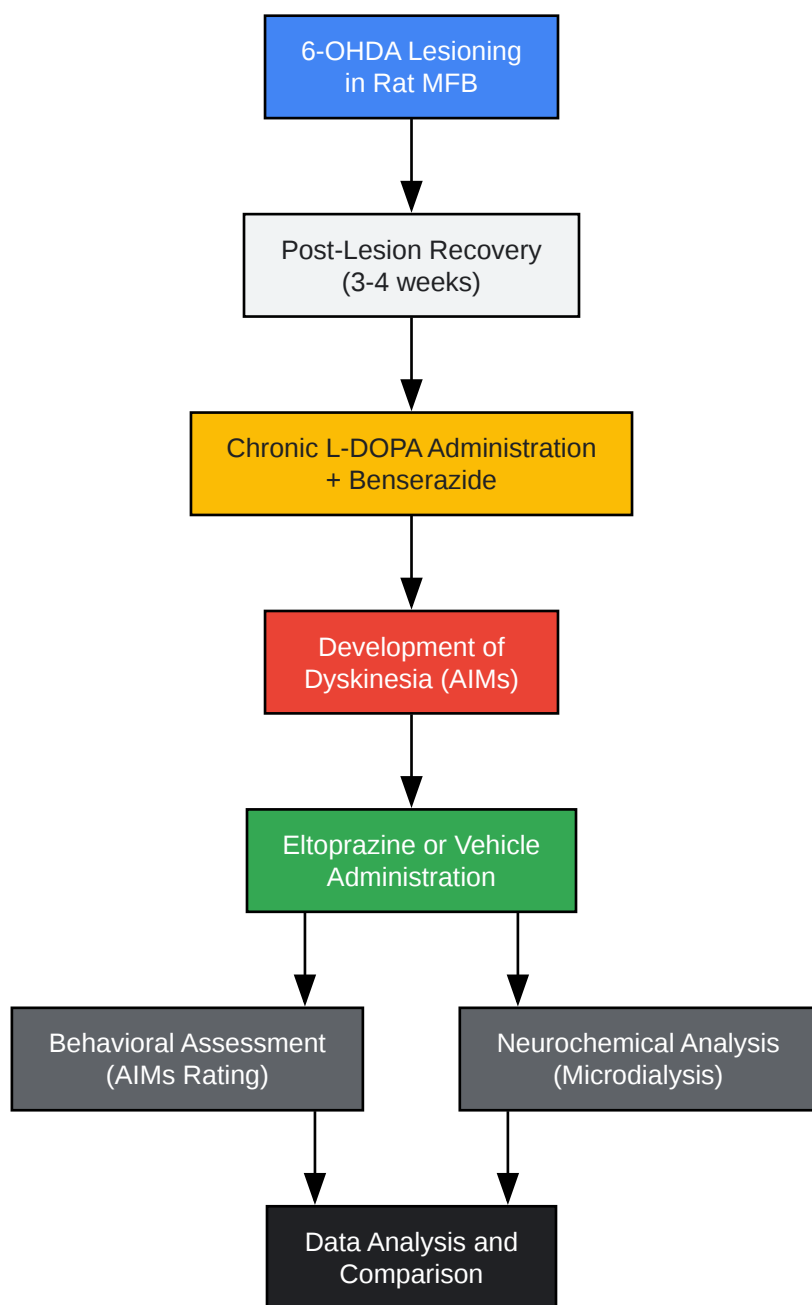 6-OHDA Lesioning
in Rat MFB
Post-Lesion Recovery
(3-4 weeks)
Chronic L-DOPA Administration
+ Benserazide
Development of
Dyskinesia (AIMs)
Eltoprazine or Vehicle
Administration
Behavioral Assessment
(AIMs Rating)
Neurochemical Analysis
(Microdialysis)
Data Analysis and
Comparison